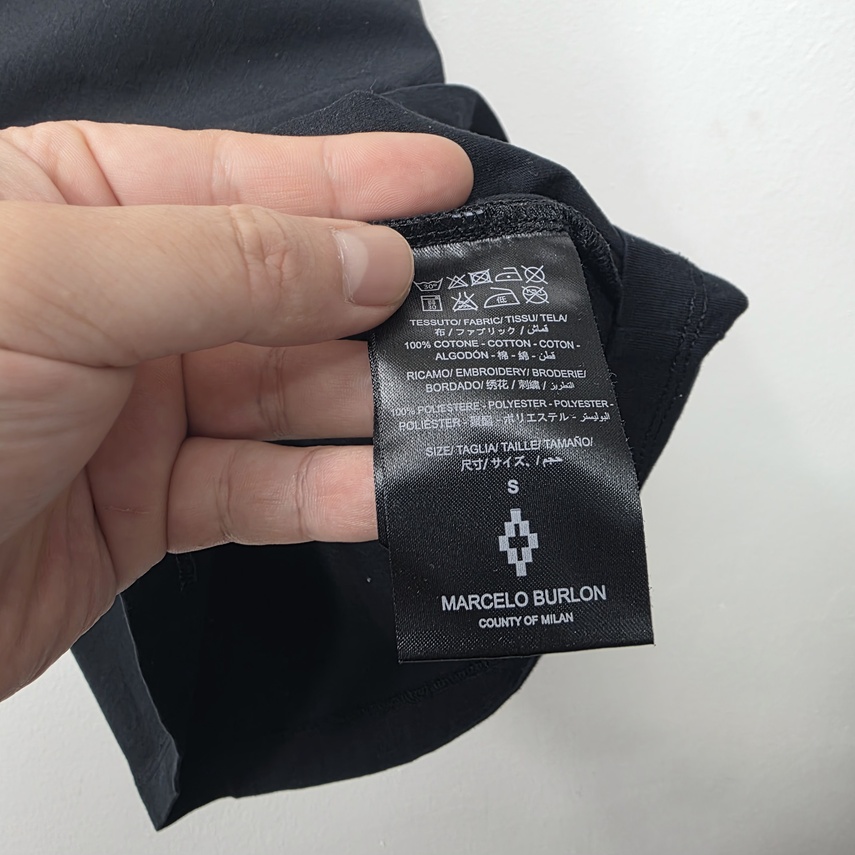 30°
30
低
TESSUTO/ FABRIC/ TISSU/ TELA/
布 / ファブリック / قماش/
100% COTONE - COTTON - COTON -
ALGODÓN - 棉 - 綿 - قطن
RICAMO/ EMBROIDERY/ BRODERIE/
BORDADO/ 绣花 / 刺繍 / التطريز/
100% POLIESTERE - POLYESTER - POLYESTER -
POLIÉSTER - 聚酯 - ポリエステル - البوليستر
SIZE/ TAGLIA/ TAILLE/ TAMAÑO/
尺寸/ サイズ、/ حجم/
S
MARCELO BURLON
COUNTY OF MILAN